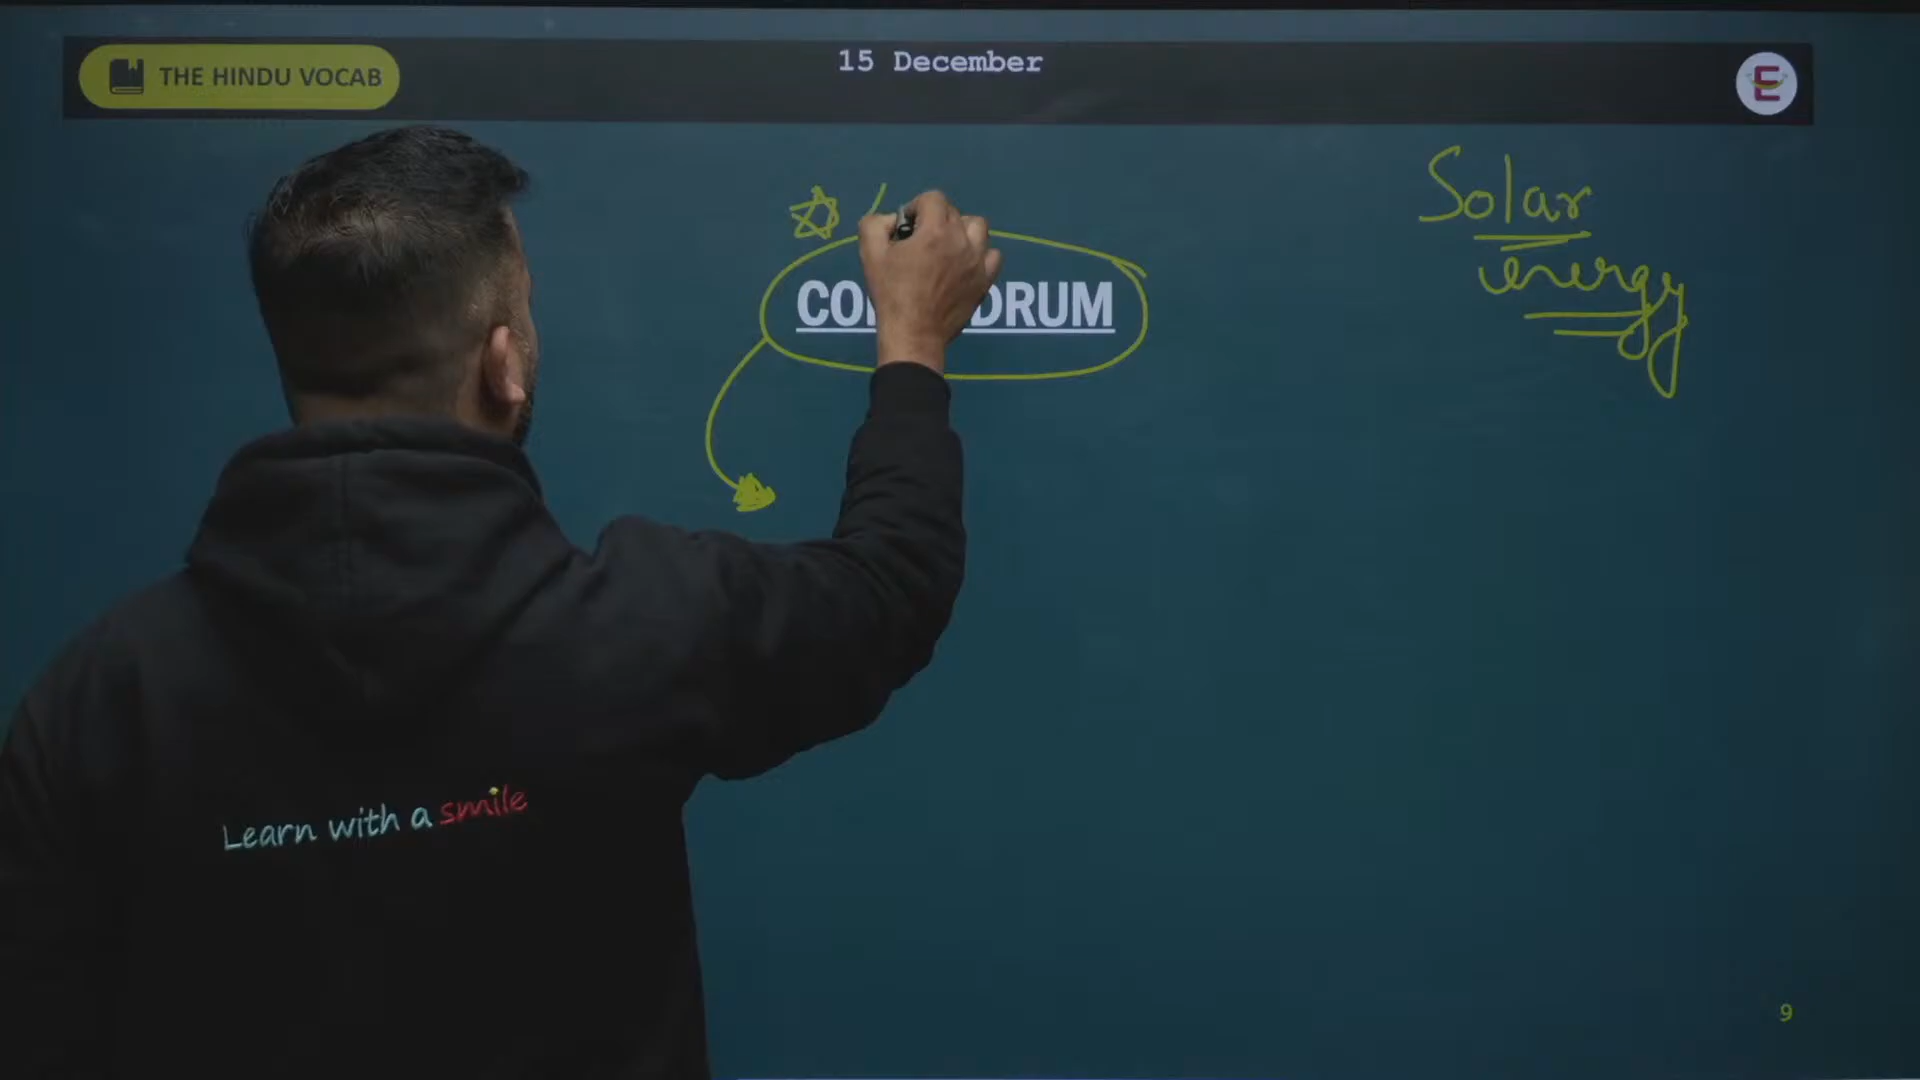 THE HINDU VOCAB
15 December
E
Solar
energy
Learn with a smile
9